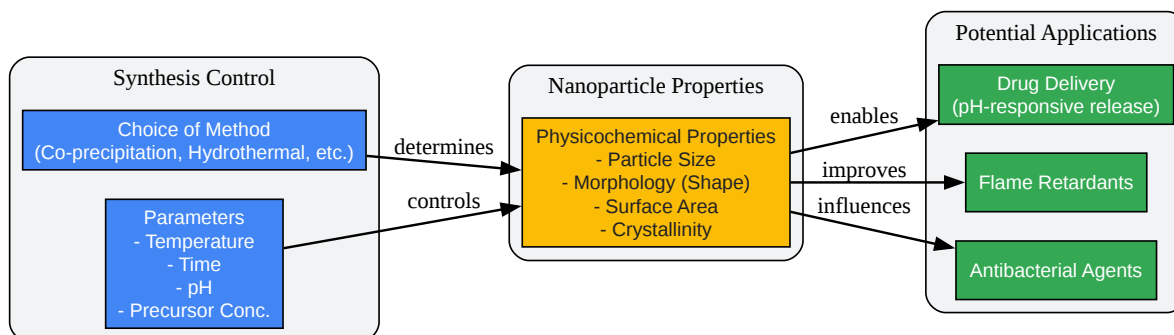 Synthesis Control
Choice of Method
(Co-precipitation, Hydrothermal, etc.)
Parameters
- Temperature
- Time
- pH
- Precursor Conc.
determines
controls
Nanoparticle Properties
Physicochemical Properties
- Particle Size
- Morphology (Shape)
- Surface Area
- Crystallinity
enables
improves
influences
Potential Applications
Drug Delivery
(pH-responsive release)
Flame Retardants
Antibacterial Agents